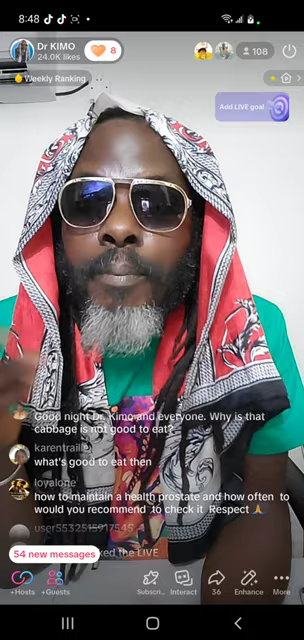 8:48
Dr KIMO
24.0K likes
8
108
Weekly Ranking
Add LIVE goal
Good night Dr. Kimo and everyone. Why is that
cabbage is not good to eat?
karentraille
what's good to eat then
loyalone
how to maintain a health prostate and how often to
would you recommend to check it Respect 🙏
54 new messages
ked the LIVE
+Hosts
+Guests
Subscri...
Interact
36
Enhance
More